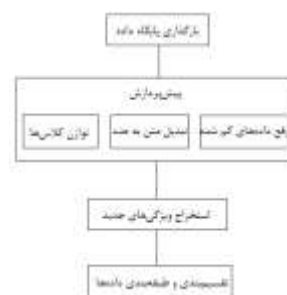 بارگذاری پایگاه داده
پیش‌پردازش
رفع داده‌های گم شده
تبدیل متن به عدد
توازن کلاس‌ها
استخراج ویژگی‌های جدید
تقسیم‌بندی و طبقه‌بندی داده‌ها